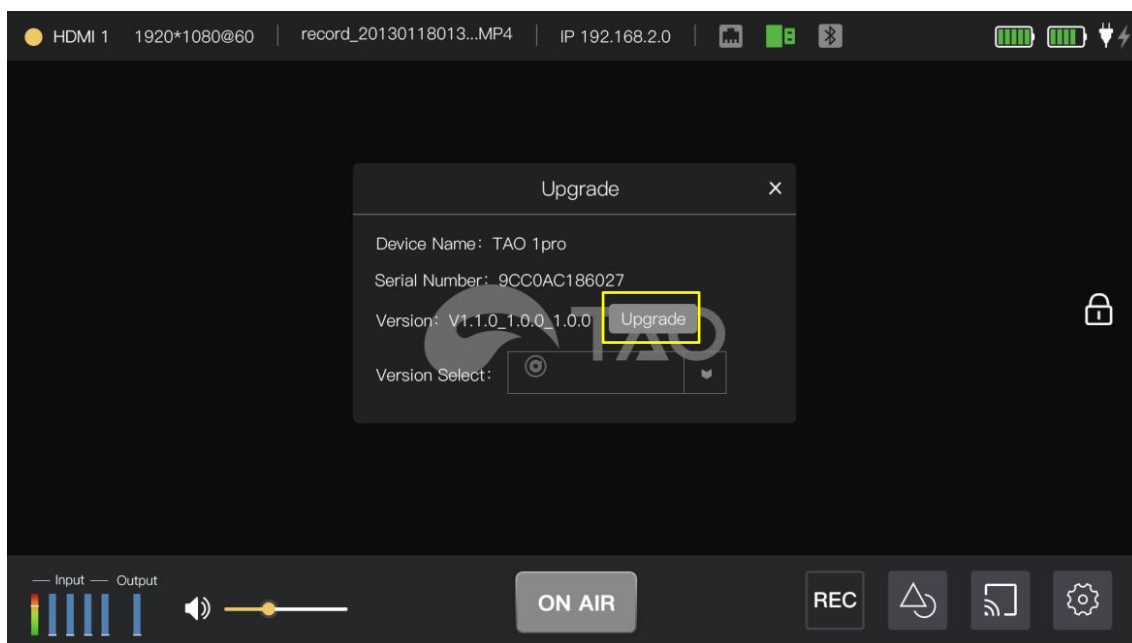 HDMI 1 1920*1080@60 record_20130118013...MP4 IP 192.168.2.0
Upgrade
Device Name: TAO 1pro
Serial Number: 9CC0AC186027
Version: V1.1.0_1.0.0_1.0.0 Upgrade
TAO
Version Select:
Input Output
ON AIR
REC